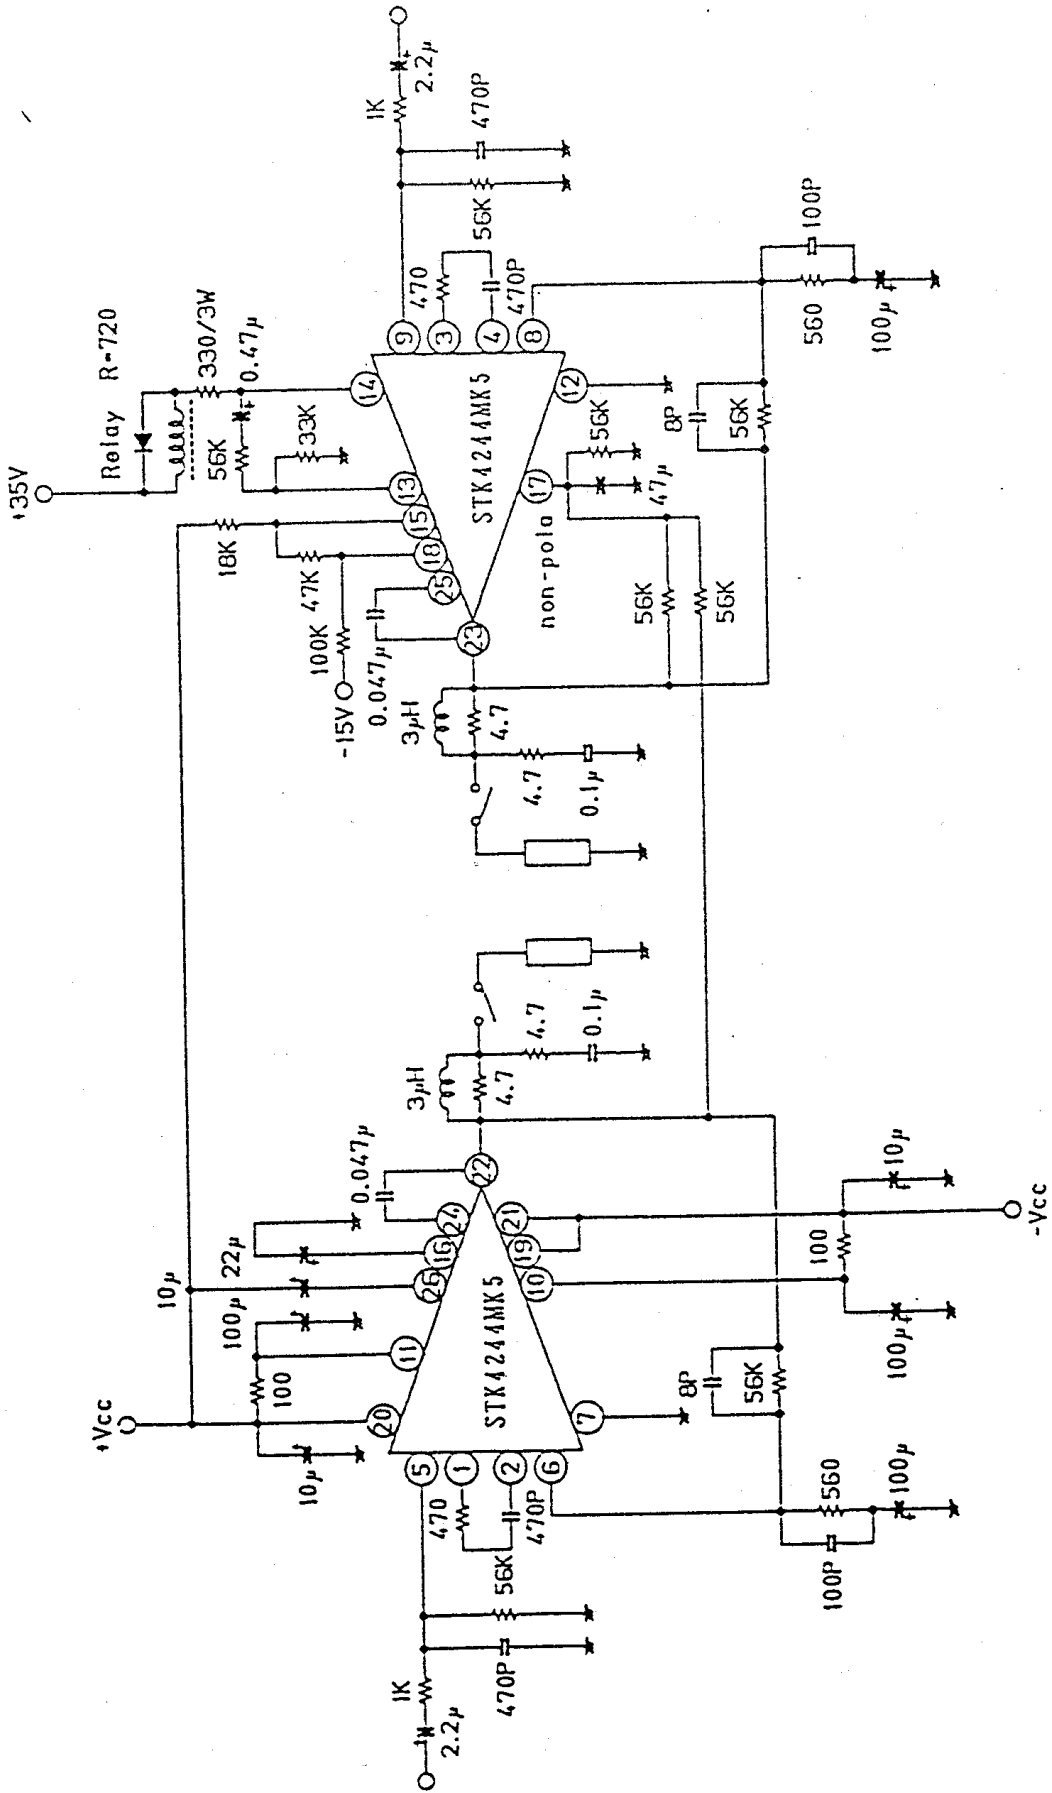 +Vcc
+35V
Relay R-720
10μ
18K
330/3W
56K
0.47μ
100μ
22μ
100
10μ
0.047μ
-15V
100K
47K
33K
0.047μ
1K
2.2μ
3μH
3μH
1K
2.2μ
20
11
26
16
24
22
23
25
18
15
13
14
5
1
2
6
7
10
19
21
STK4244MK5
STK4244MK5
9
3
4
8
12
17
470
470P
56K
470P
4.7
4.7
0.1μ
4.7
4.7
0.1μ
470
470P
56K
470P
non-pola
47μ
56K
56K
56K
8P
56K
8P
56K
560
100P
100μ
100
10μ
100μ
-Vcc
560
100P
100μ